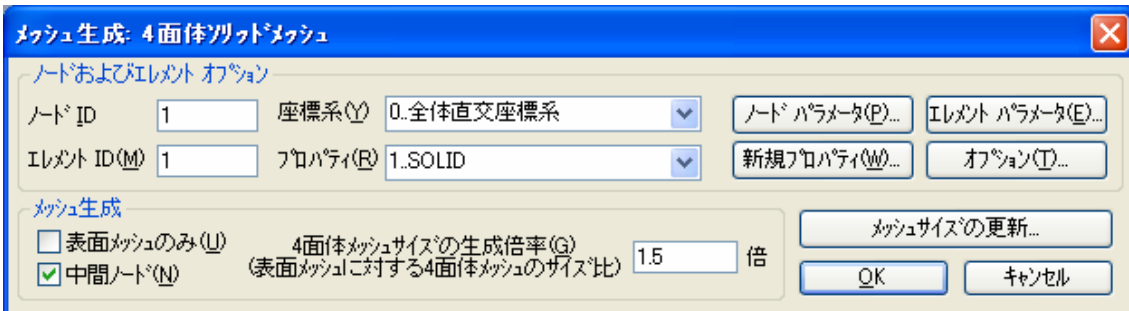 メッシュ生成: 4面体ソリッドメッシュ
ノードおよびエレメント オプション
ノード ID 1 座標系(Y) 0..全体直交座標系 ノード パラメータ(P)... エレメント パラメータ(E)...
エレメント ID(M) 1 プロパティ(R) 1..SOLID 新規プロパティ(W)... オプション(T)...
メッシュ生成
表面メッシュのみ(U) 4面体メッシュサイズの生成倍率(G) 1.5 倍 メッシュサイズの更新...
中間ノード(N) (表面メッシュに対する4面体メッシュのサイズ比) OK キャンセル